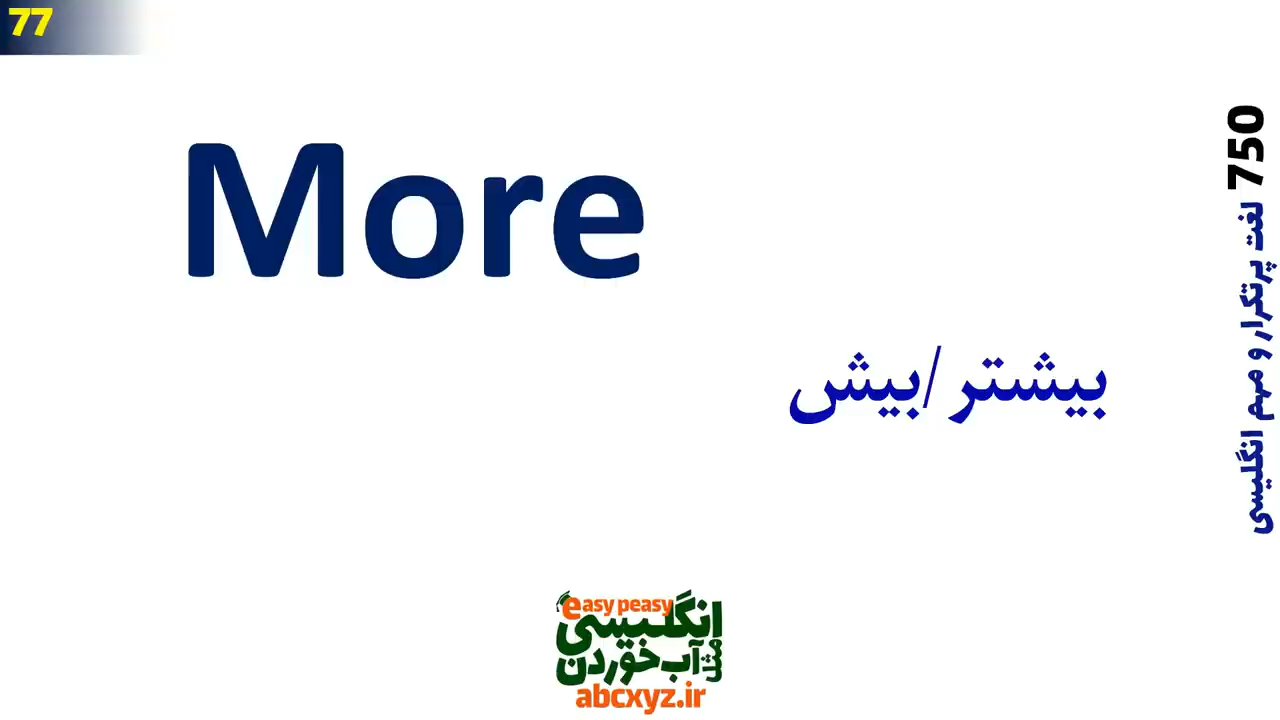 77
More
بیشتر/بیش
750 لغت پرتکرار و مهم انگلیسی
easy peasy
انگلیسی
مثل آب خوردن
abcxyz.ir